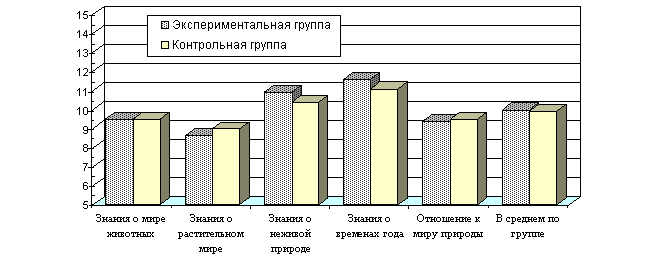 15
14
13
12
11
10
9
8
7
6
5
Экспериментальная группа
Контрольная группа
Знания о мире
животных
Знания о
растительном
мире
Знания о
неживой
природе
Знания о
временах года
Отношение к
миру природы
В среднем по
группе